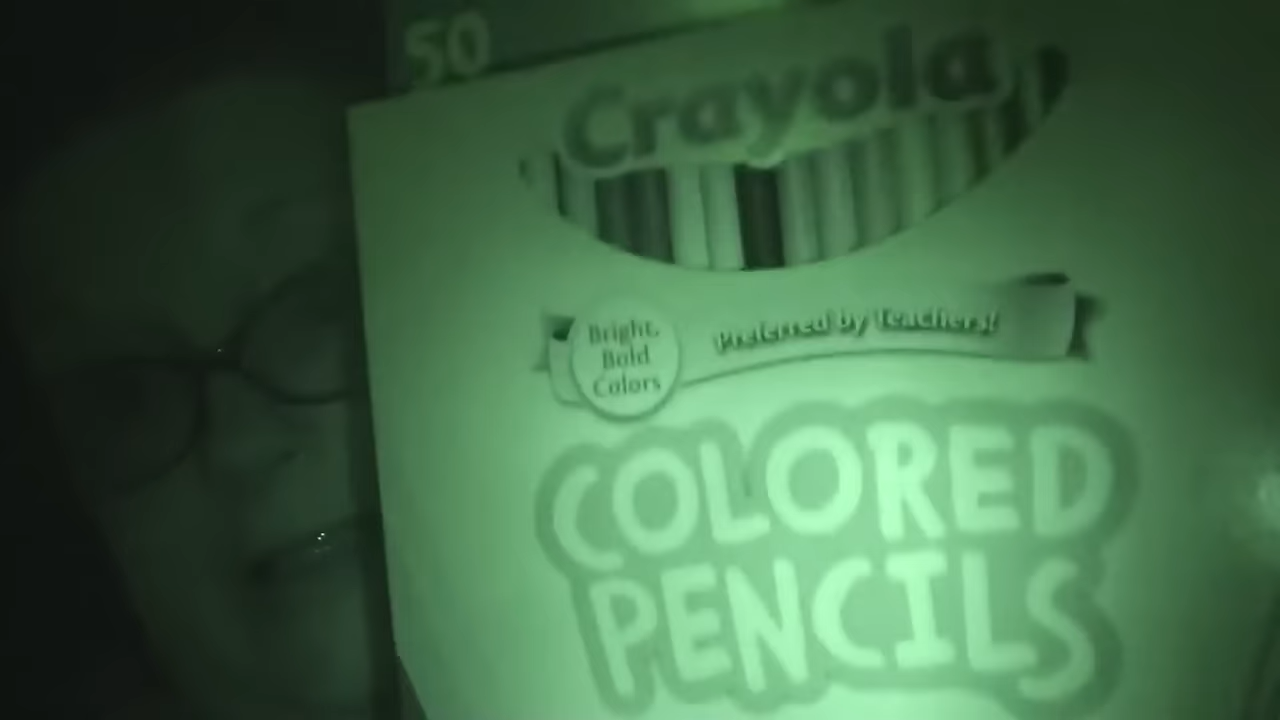 50
Crayola
Preferred by Teachers!
Bright,
Bold
Colors
COLORED
PENCILS